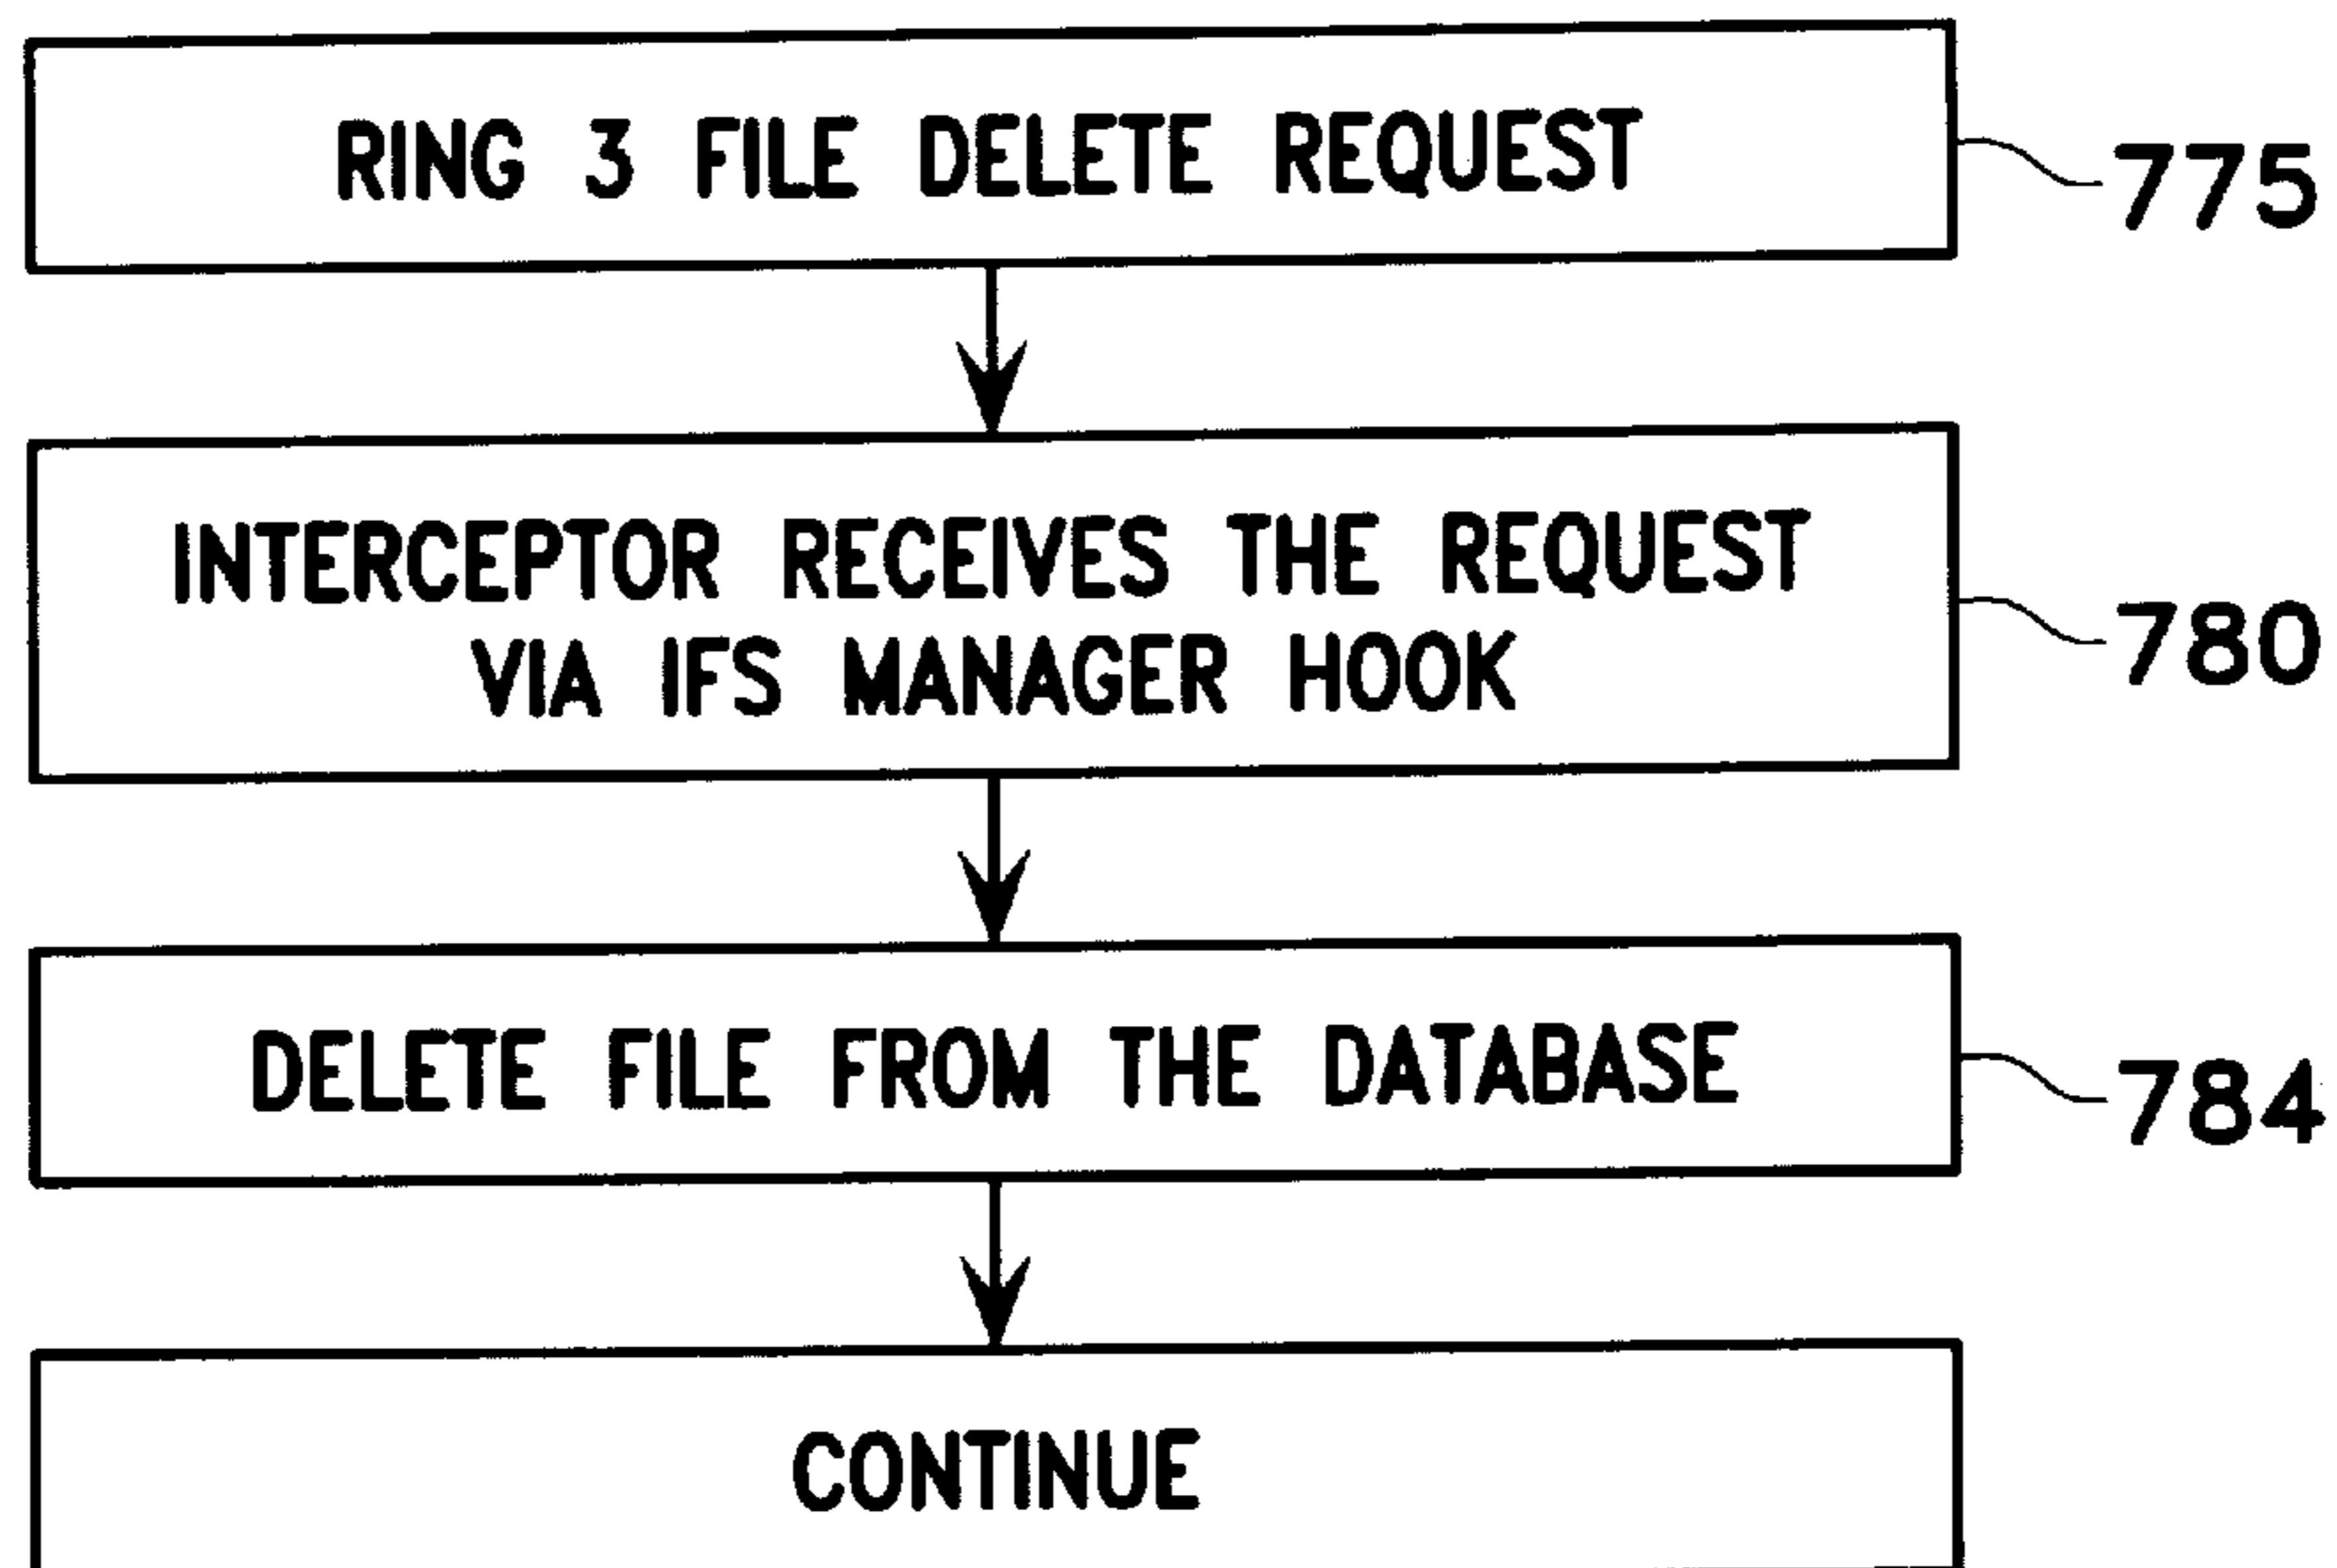 RING 3 FILE DELETE REQUEST
775
INTERCEPTOR RECEIVES THE REQUEST
VIA IFS MANAGER HOOK
780
DELETE FILE FROM THE DATABASE
784
CONTINUE